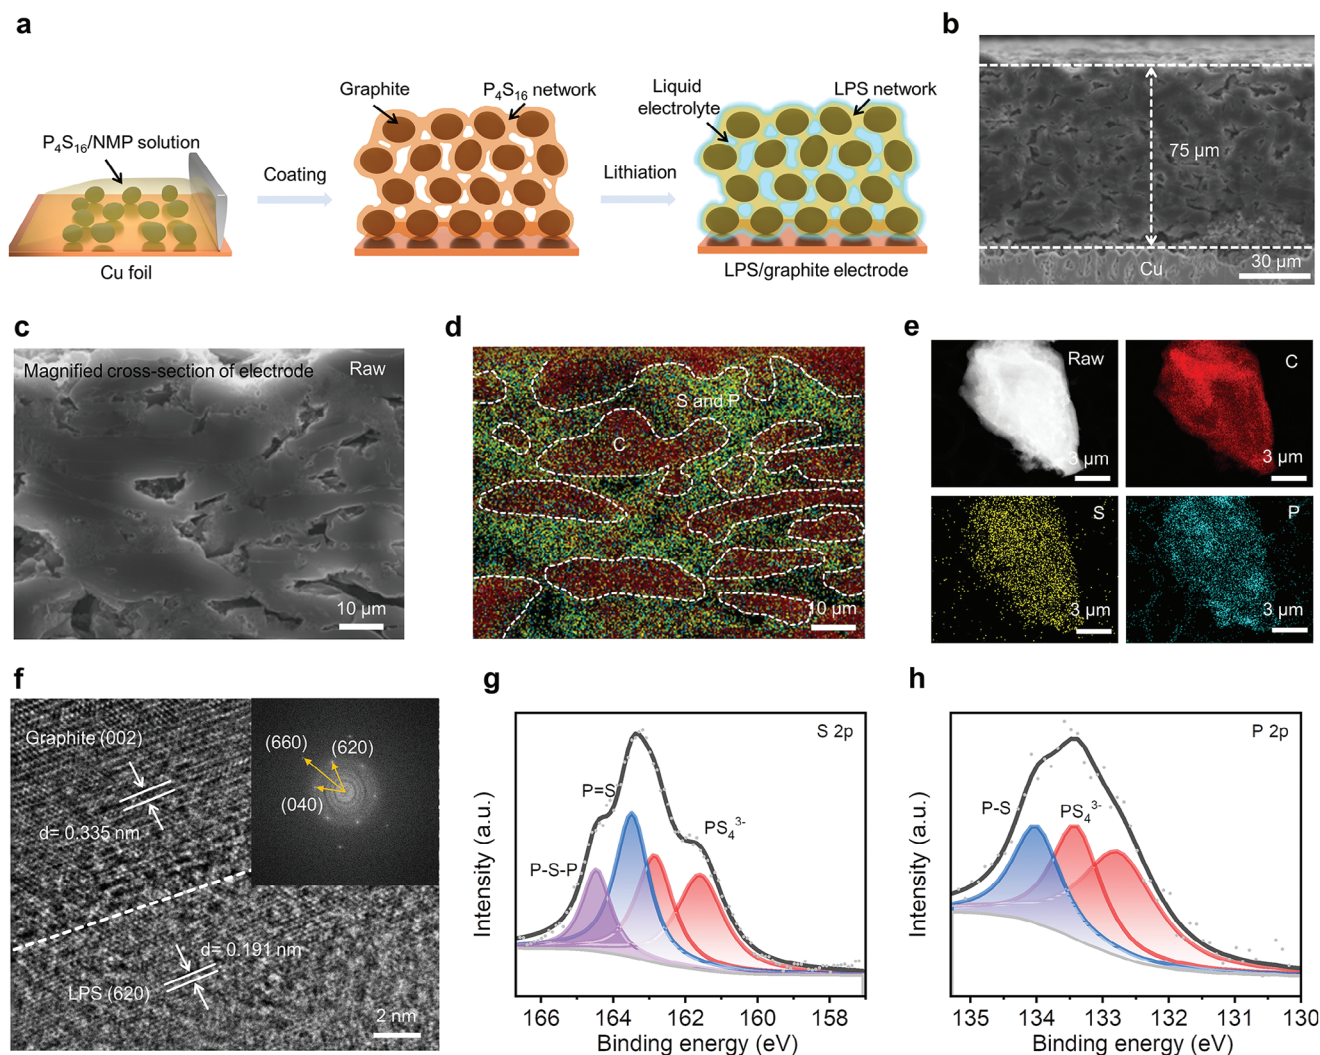 a
P₄S₁₆/NMP solution
Cu foil
Coating
Graphite
P₄S₁₆ network
Lithiation
Liquid
electrolyte
LPS network
LPS/graphite electrode
b
75 μm
Cu
30 μm
c
Magnified cross-section of electrode
Raw
10 μm
d
S and P
C
10 μm
e
Raw
3 μm
C
3 μm
S
3 μm
P
3 μm
f
Graphite (002)
d= 0.335 nm
(660)
(620)
(040)
d= 0.191 nm
LPS (620)
2 nm
g
S 2p
P=S
PS₄³⁻
P-S-P
Intensity (a.u.)
166 164 162 160 158
Binding energy (eV)
h
P 2p
P-S
PS₄³⁻
Intensity (a.u.)
135 134 133 132 131 130
Binding energy (eV)